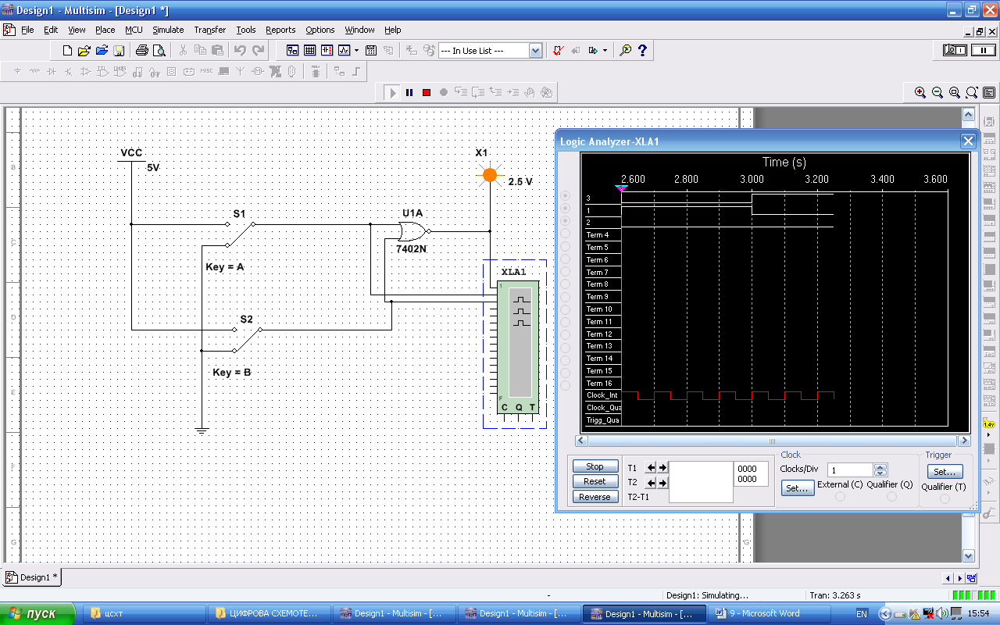 Design1 - Multisim - [Design1 *]
File Edit View Place MCU Simulate Transfer Tools Reports Options Window Help
--- In Use List ---
MISC
VCC
5V
X1
2.5 V
S1
Key = A
U1A
7402N
S2
Key = B
XLA1
1
F
C Q T
B
C
D
E
F
G
G
Logic Analyzer-XLA1
Time (s)
2.600 2.800 3.000 3.200 3.400 3.600
3
1
2
Term 4
Term 5
Term 6
Term 7
Term 8
Term 9
Term 10
Term 11
Term 12
Term 13
Term 14
Term 15
Term 16
Clock_Int
Clock_Qua
Trigg_Qua
Stop
Reset
Reverse
T1
T2
T2-T1
0000
0000
Clock
Clocks/Div 1
Set... External (C) Qualifier (Q)
Trigger
Set...
Qualifier (T)
1.4v
Design1 *
- Design1: Simulating... Tran: 3.263 s
пуск
цсхт
ЦИФРОВА СХЕМОТЕ...
Design1 - Multisim - [...
Design1 - Multisim - [...
Design1 - Multisim - [...
9 - Microsoft Word
EN
15:54